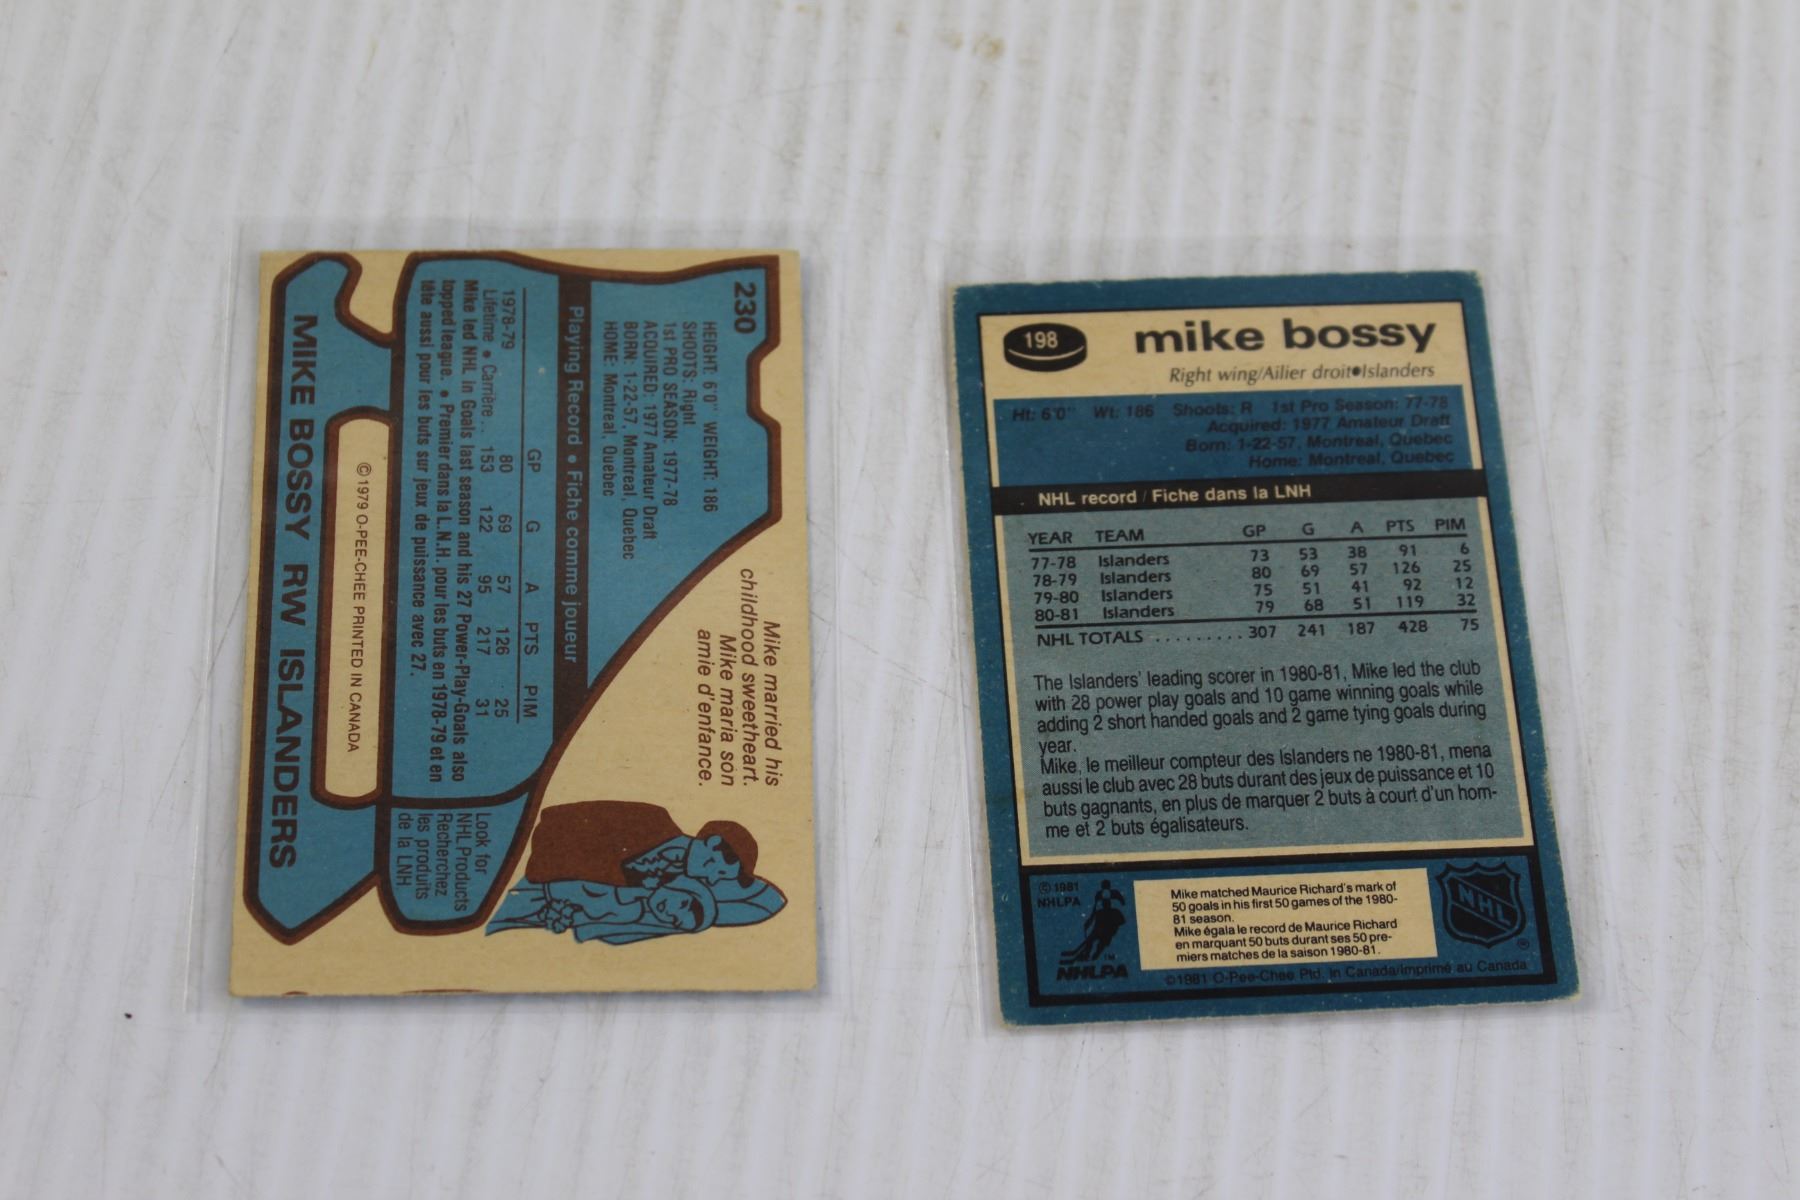 230
HEIGHT: 6'0" WEIGHT: 186
SHOOTS: Right
1st PRO SEASON: 1977-78
ACQUIRED: 1977 Amateur Draft
BORN: 1-22-57, Montreal, Quebec
HOME: Montreal, Quebec
Playing Record • Fiche comme joueur
GP G A PTS PIM
1978-79 80 69 57 126 25
Lifetime • Carrière .. 153 122 95 217 31
Mike led NHL in Goals last season and his 27 Power-Play-Goals also
topped league. • Premier dans la L.N.H. pour les buts en 1978-79 et en
tête aussi pour les buts sur jeux de puissance avec 27.
Mike married his
childhood sweetheart.
Mike maria son
amie d'enfance.
Look for
NHL Products
Recherchez
les produits
de la LNH
©1979 O-PEE-CHEE PRINTED IN CANADA
MIKE BOSSY RW ISLANDERS
198
mike bossy
Right wing/Ailier droit•Islanders
Ht: 6'0" Wt: 186 Shoots: R 1st Pro Season: 77-78
Acquired: 1977 Amateur Draft
Born: 1-22-57, Montreal, Quebec
Home: Montreal, Quebec
NHL record / Fiche dans la LNH
YEAR TEAM GP G A PTS PIM
77-78 Islanders 73 53 38 91 6
78-79 Islanders 80 69 57 126 25
79-80 Islanders 75 51 41 92 12
80-81 Islanders 79 68 51 119 32
NHL TOTALS ......... 307 241 187 428 75
The Islanders' leading scorer in 1980-81, Mike led the club
with 28 power play goals and 10 game winning goals while
adding 2 short handed goals and 2 game tying goals during
year.
Mike, le meilleur compteur des Islanders ne 1980-81, mena
aussi le club avec 28 buts durant des jeux de puissance et 10
buts gagnants, en plus de marquer 2 buts à court d'un hom-
me et 2 buts égalisateurs.
© 1981
NHLPA
NHLPA
TM
Mike matched Maurice Richard's mark of
50 goals in his first 50 games of the 1980-
81 season.
Mike égala le record de Maurice Richard
en marquant 50 buts durant ses 50 pre-
miers matches de la saison 1980-81.
NHL
®
©1981 O-Pee-Chee Ptd. in Canada/Imprimé au Canada